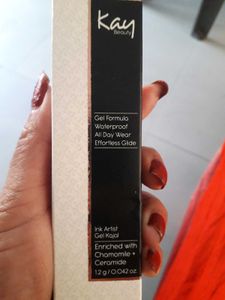 Kay
Beauty
Gel Formula
Waterproof
All Day Wear
Effortless Glide
Ink Artist
Gel Kajal
Enriched with
Chamomile +
Ceramide
1.2 g / 0.042 oz.